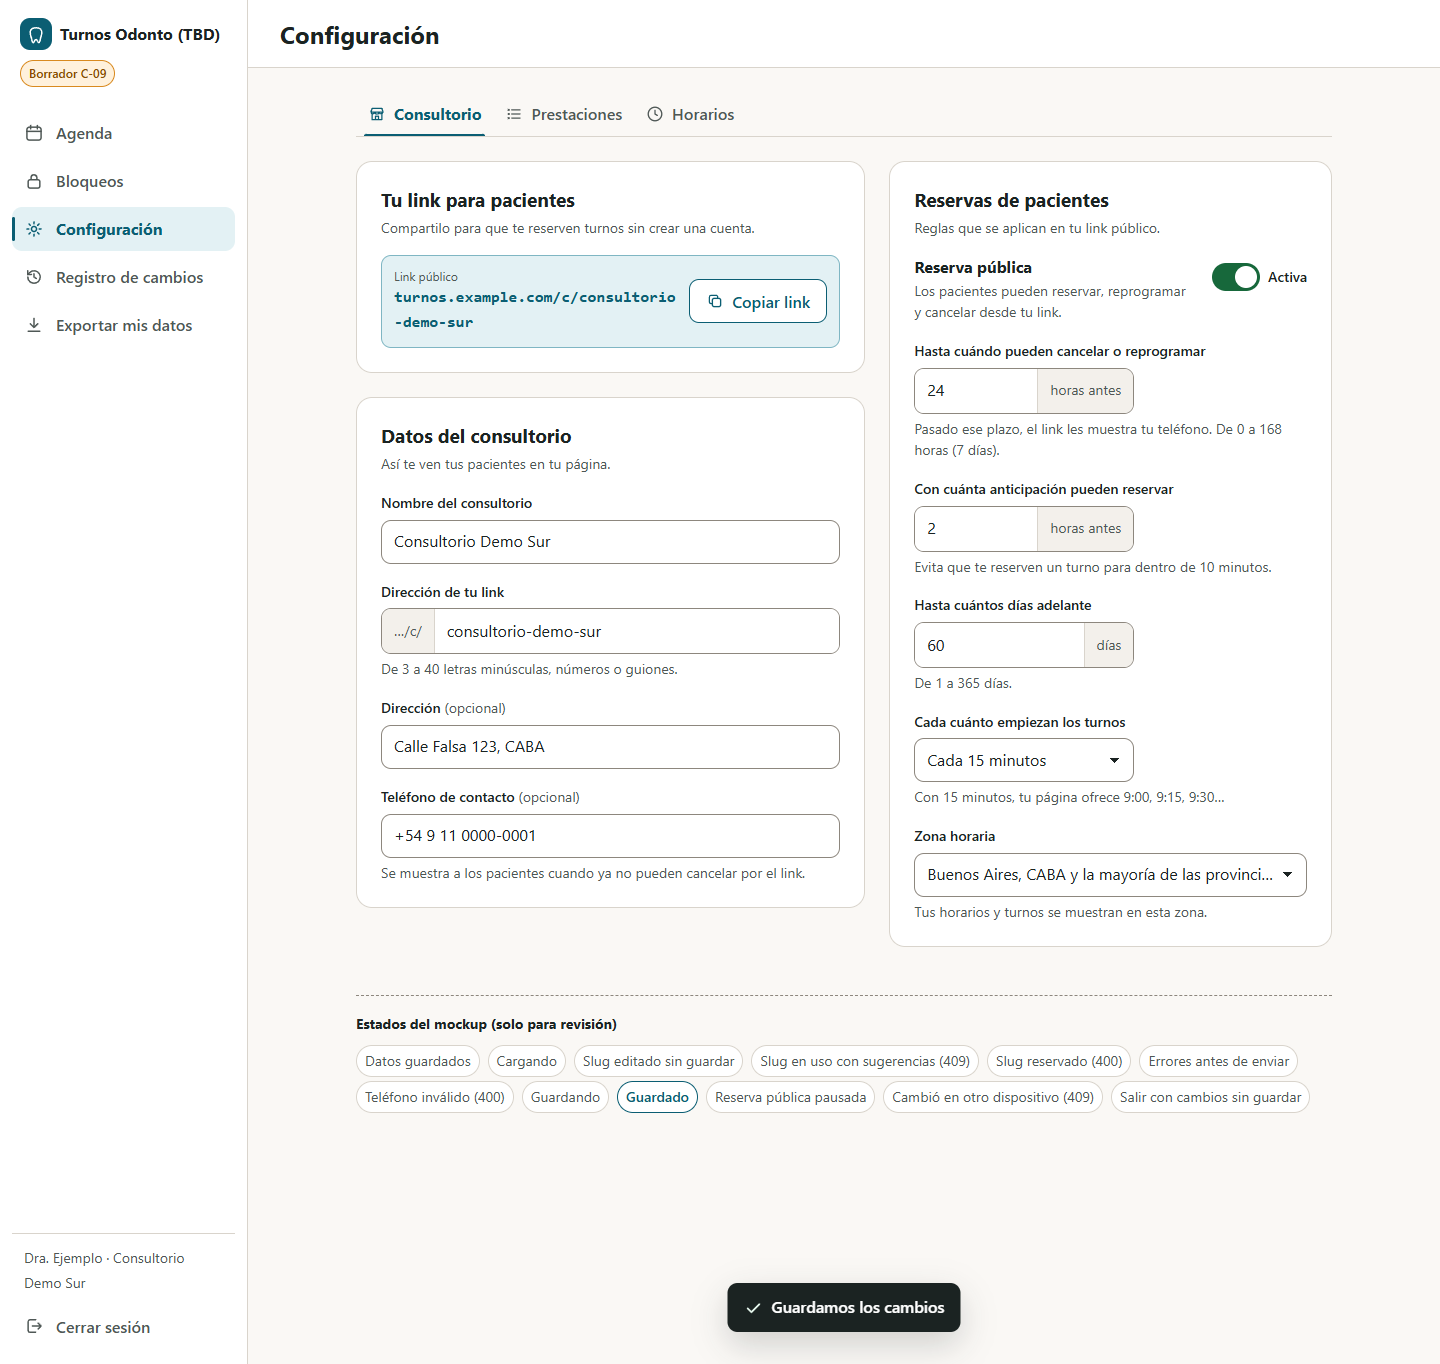 Turnos Odonto (TBD)
Borrador C-09
Agenda
Bloqueos
Configuración
Registro de cambios
Exportar mis datos
Dra. Ejemplo · Consultorio
Demo Sur
Cerrar sesión
Configuración
Consultorio
Prestaciones
Horarios
Tu link para pacientes
Compartilo para que te reserven turnos sin crear una cuenta.
Link público
turnos.example.com/c/consultorio
-demo-sur
Copiar link
Datos del consultorio
Así te ven tus pacientes en tu página.
Nombre del consultorio
Consultorio Demo Sur
Dirección de tu link
.../c/
consultorio-demo-sur
De 3 a 40 letras minúsculas, números o guiones.
Dirección (opcional)
Calle Falsa 123, CABA
Teléfono de contacto (opcional)
+54 9 11 0000-0001
Se muestra a los pacientes cuando ya no pueden cancelar por el link.
Reservas de pacientes
Reglas que se aplican en tu link público.
Reserva pública
Los pacientes pueden reservar, reprogramar
y cancelar desde tu link.
Activa
Hasta cuándo pueden cancelar o reprogramar
24
horas antes
Pasado ese plazo, el link les muestra tu teléfono. De 0 a 168
horas (7 días).
Con cuánta anticipación pueden reservar
2
horas antes
Evita que te reserven un turno para dentro de 10 minutos.
Hasta cuántos días adelante
60
días
De 1 a 365 días.
Cada cuánto empiezan los turnos
Cada 15 minutos
Con 15 minutos, tu página ofrece 9:00, 9:15, 9:30...
Zona horaria
Buenos Aires, CABA y la mayoría de las provinci...
Tus horarios y turnos se muestran en esta zona.
Estados del mockup (solo para revisión)
Datos guardados
Cargando
Slug editado sin guardar
Slug en uso con sugerencias (409)
Slug reservado (400)
Errores antes de enviar
Teléfono inválido (400)
Guardando
Guardado
Reserva pública pausada
Cambió en otro dispositivo (409)
Salir con cambios sin guardar
Guardamos los cambios